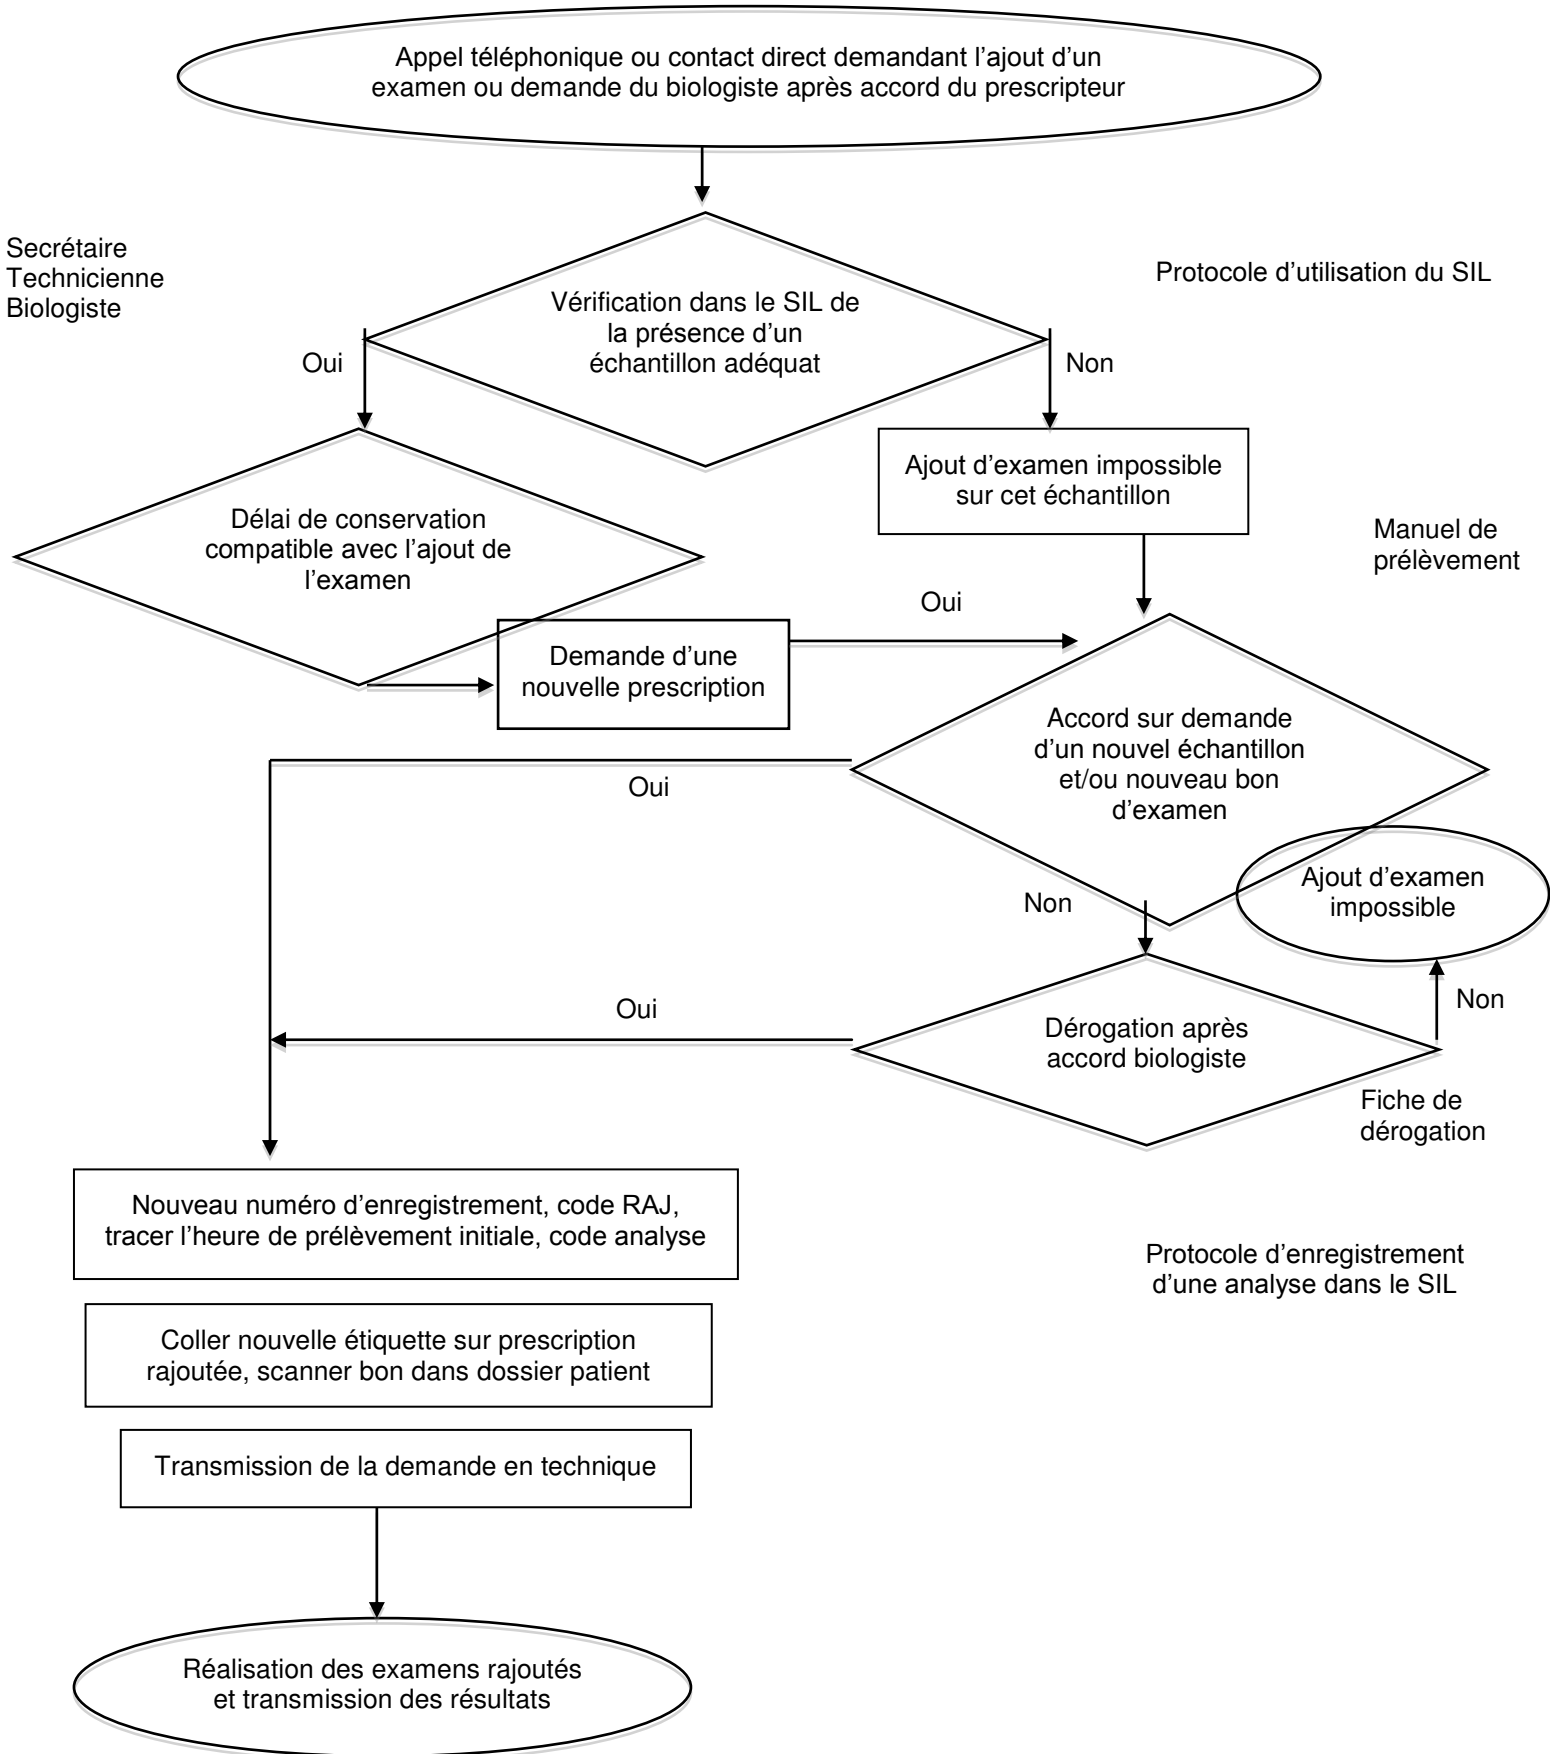 Appel téléphonique ou contact direct demandant l’ajout d’un
examen ou demande du biologiste après accord du prescripteur
Secrétaire
Technicienne
Biologiste
Protocole d’utilisation du SIL
Vérification dans le SIL de
la présence d’un
échantillon adéquat
Oui
Non
Ajout d’examen impossible
sur cet échantillon
Délai de conservation
compatible avec l’ajout de
l’examen
Manuel de
prélèvement
Oui
Demande d’une
nouvelle prescription
Accord sur demande
d’un nouvel échantillon
et/ou nouveau bon
d’examen
Oui
Ajout d’examen
impossible
Non
Non
Oui
Dérogation après
accord biologiste
Fiche de
dérogation
Nouveau numéro d’enregistrement, code RAJ,
tracer l’heure de prélèvement initiale, code analyse
Protocole d’enregistrement
d’une analyse dans le SIL
Coller nouvelle étiquette sur prescription
rajoutée, scanner bon dans dossier patient
Transmission de la demande en technique
Réalisation des examens rajoutés
et transmission des résultats